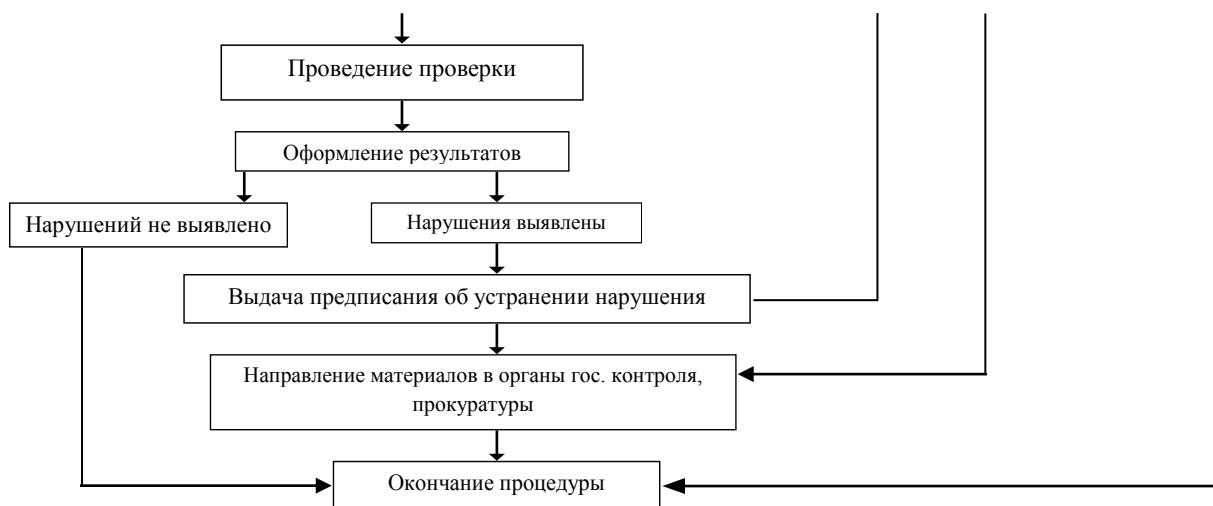 Проведение проверки
Оформление результатов
Нарушений не выявлено
Нарушения выявлены
Выдача предписания об устранении нарушения
Направление материалов в органы гос. контроля,
прокуратуры
Окончание процедуры